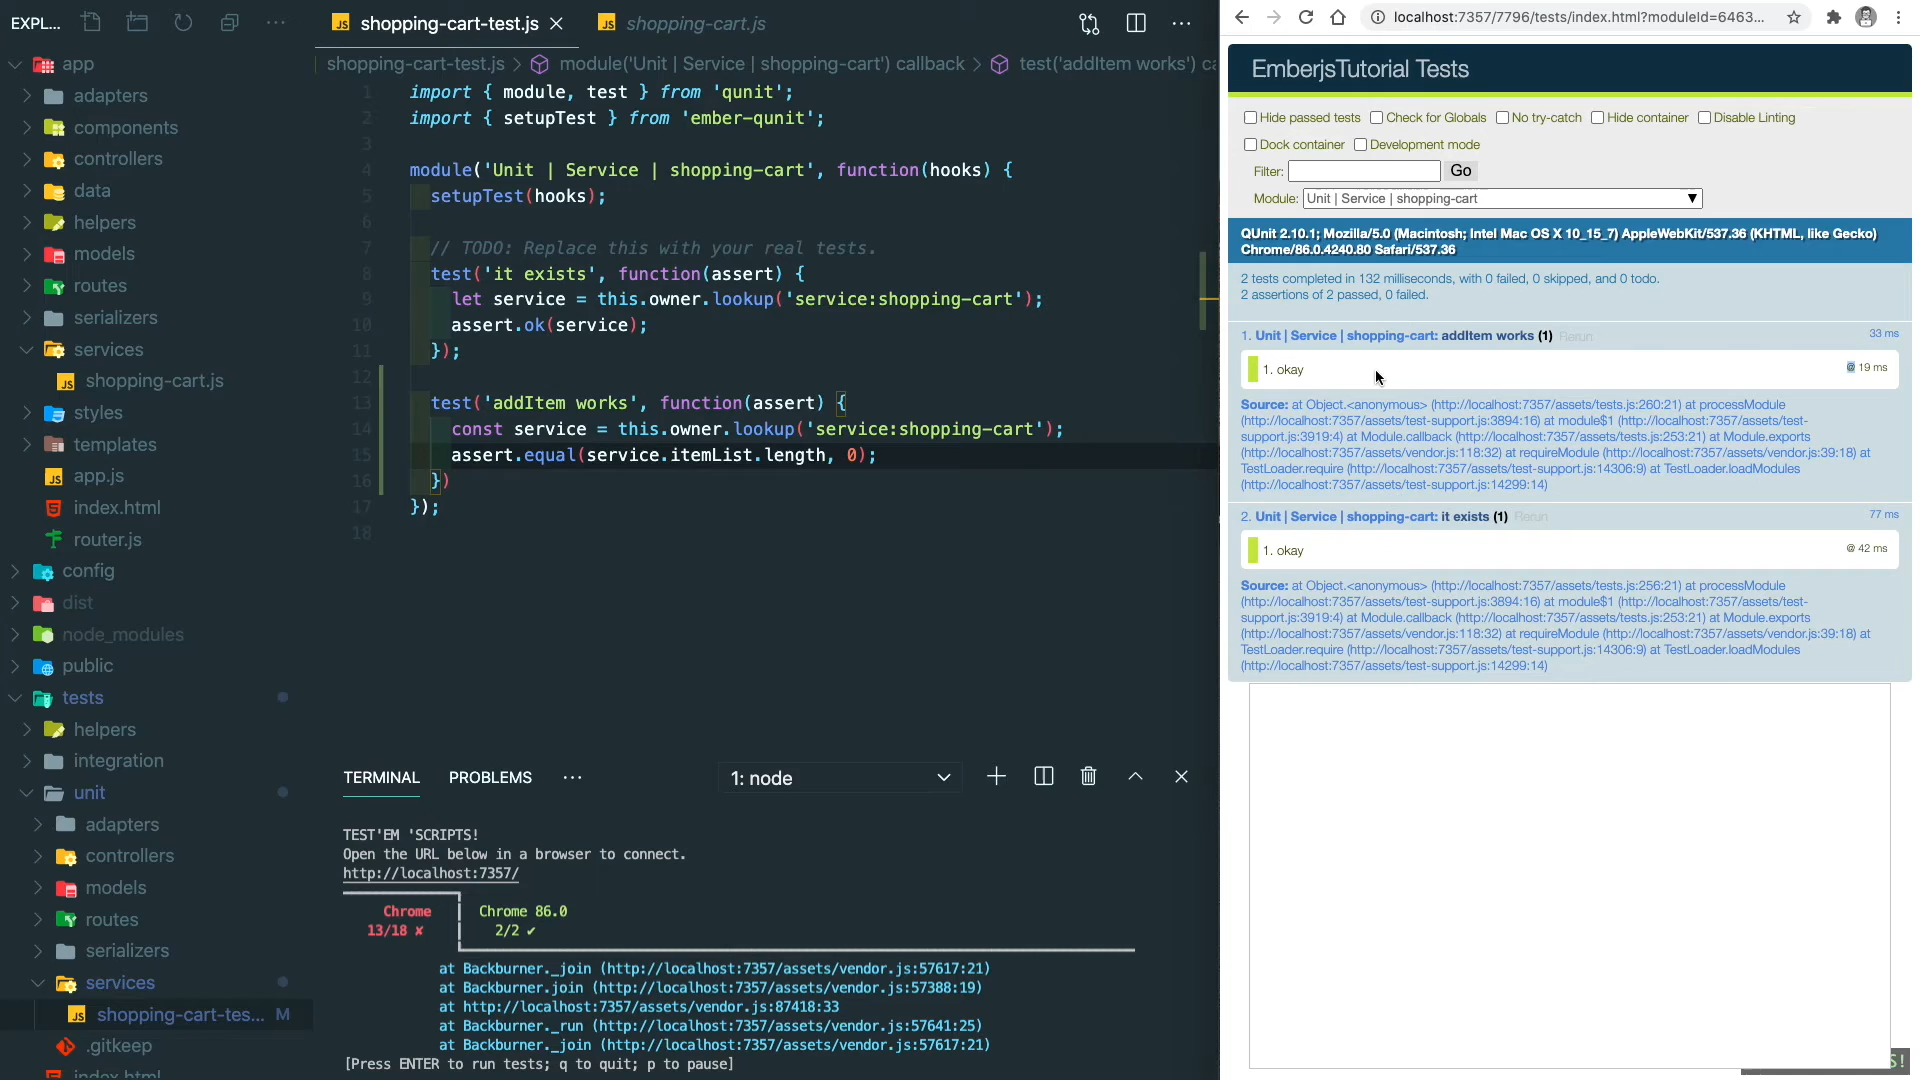 EXPL...
app
adapters
components
controllers
data
helpers
models
routes
serializers
services
JS shopping-cart.js
styles
templates
JS app.js
index.html
router.js
config
dist
node_modules
public
tests
helpers
integration
unit
adapters
controllers
models
routes
serializers
services
JS shopping-cart-tes... M
.gitkeep
index.html
JS shopping-cart-test.js
JS shopping-cart.js
shopping-cart-test.js > module('Unit | Service | shopping-cart') callback > test('addItem works') ca
1 import { module, test } from 'qunit';
2 import { setupTest } from 'ember-qunit';
3
4 module('Unit | Service | shopping-cart', function(hooks) {
5 setupTest(hooks);
6
7 // TODO: Replace this with your real tests.
8 test('it exists', function(assert) {
9 let service = this.owner.lookup('service:shopping-cart');
10 assert.ok(service);
11 });
12
13 test('addItem works', function(assert) {
14 const service = this.owner.lookup('service:shopping-cart');
15 assert.equal(service.itemList.length, 0);
16 })
17 });
18
TERMINAL PROBLEMS ... 1: node
TEST'EM 'SCRIPTS!
Open the URL below in a browser to connect.
http://localhost:7357/
Chrome Chrome 86.0
13/18 ✘ 2/2 ✔
at Backburner._join (http://localhost:7357/assets/vendor.js:57617:21)
at Backburner.join (http://localhost:7357/assets/vendor.js:57388:19)
at http://localhost:7357/assets/vendor.js:87418:33
at Backburner._run (http://localhost:7357/assets/vendor.js:57641:25)
at Backburner._join (http://localhost:7357/assets/vendor.js:57617:21)
[Press ENTER to run tests; q to quit; p to pause]
localhost:7357/7796/tests/index.html?moduleId=6463...
EmberjsTutorial Tests
Hide passed tests Check for Globals No try-catch Hide container Disable Linting
Dock container Development mode
Filter: Go
Module: Unit | Service | shopping-cart ▼
QUnit 2.10.1; Mozilla/5.0 (Macintosh; Intel Mac OS X 10_15_7) AppleWebKit/537.36 (KHTML, like Gecko)
Chrome/86.0.4240.80 Safari/537.36
2 tests completed in 132 milliseconds, with 0 failed, 0 skipped, and 0 todo.
2 assertions of 2 passed, 0 failed.
1. Unit | Service | shopping-cart: addItem works (1) Rerun 33 ms
1. okay @ 19 ms
Source: at Object.<anonymous> (http://localhost:7357/assets/tests.js:260:21) at processModule
(http://localhost:7357/assets/test-support.js:3894:16) at module$1 (http://localhost:7357/assets/test-
support.js:3919:4) at Module.callback (http://localhost:7357/assets/tests.js:253:21) at Module.exports
(http://localhost:7357/assets/vendor.js:118:32) at requireModule (http://localhost:7357/assets/vendor.js:39:18) at
TestLoader.require (http://localhost:7357/assets/test-support.js:14306:9) at TestLoader.loadModules
(http://localhost:7357/assets/test-support.js:14299:14)
2. Unit | Service | shopping-cart: it exists (1) Rerun 77 ms
1. okay @ 42 ms
Source: at Object.<anonymous> (http://localhost:7357/assets/tests.js:256:21) at processModule
(http://localhost:7357/assets/test-support.js:3894:16) at module$1 (http://localhost:7357/assets/test-
support.js:3919:4) at Module.callback (http://localhost:7357/assets/tests.js:253:21) at Module.exports
(http://localhost:7357/assets/vendor.js:118:32) at requireModule (http://localhost:7357/assets/vendor.js:39:18) at
TestLoader.require (http://localhost:7357/assets/test-support.js:14306:9) at TestLoader.loadModules
(http://localhost:7357/assets/test-support.js:14299:14)